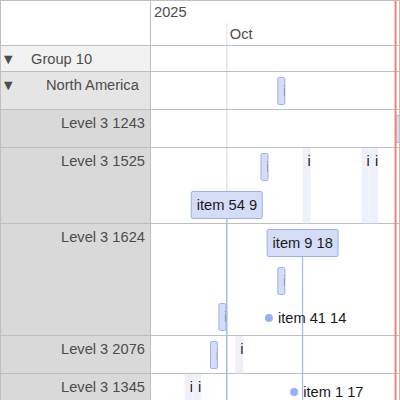 2025
Oct
▼ Group 10
▼ North America
Level 3 1243
Level 3 1525
i
i i
item 54 9
Level 3 1624
item 9 18
item 41 14
Level 3 2076
i
Level 3 1345
i i
item 1 17